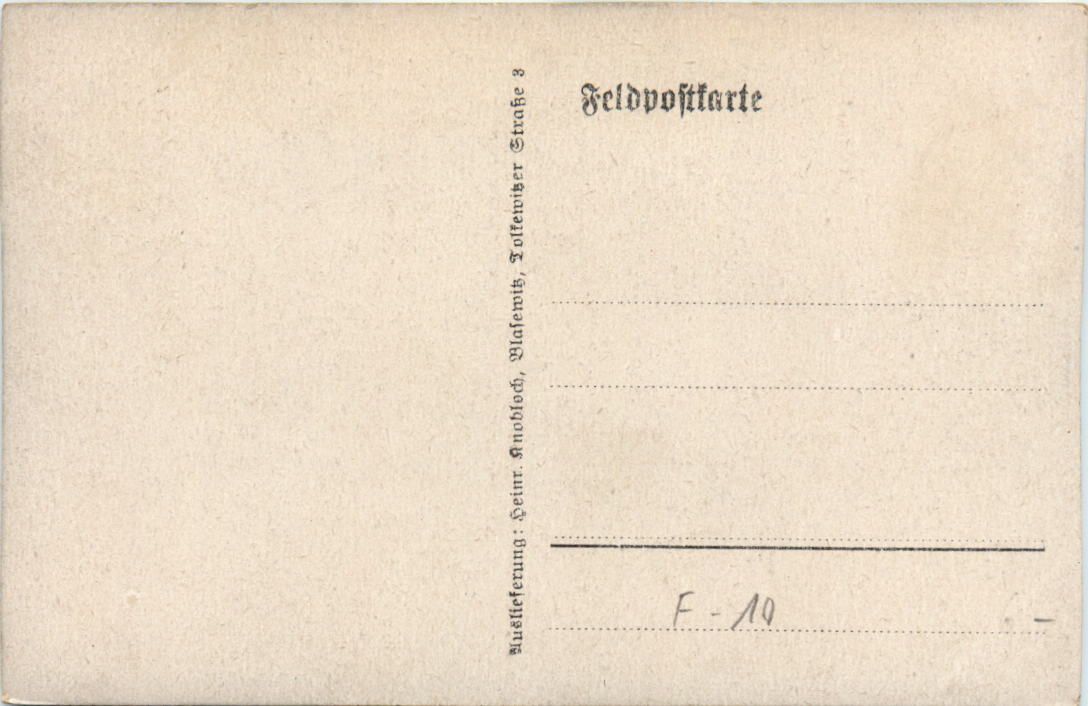 Feldpostkarte
Auslieferung: Heinr. Knobloch, Blasewitz, Tolkewitzer Straße 3
F - 10